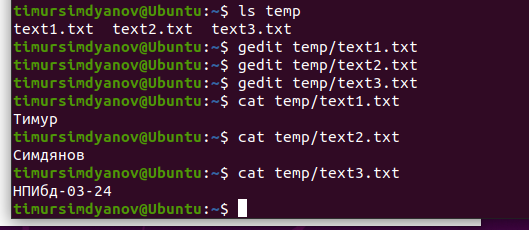 timursimdyanov@Ubuntu:~$ ls temp
text1.txt  text2.txt  text3.txt
timursimdyanov@Ubuntu:~$ gedit temp/text1.txt
timursimdyanov@Ubuntu:~$ gedit temp/text2.txt
timursimdyanov@Ubuntu:~$ gedit temp/text3.txt
timursimdyanov@Ubuntu:~$ cat temp/text1.txt
Тимур
timursimdyanov@Ubuntu:~$ cat temp/text2.txt
Симдянов
timursimdyanov@Ubuntu:~$ cat temp/text3.txt
НПИбд-03-24
timursimdyanov@Ubuntu:~$